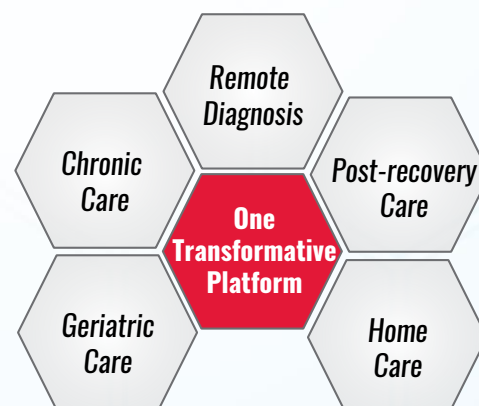 Remote
Diagnosis
Chronic
Care
Post-recovery
Care
One
Transformative
Platform
Geriatric
Care
Home
Care